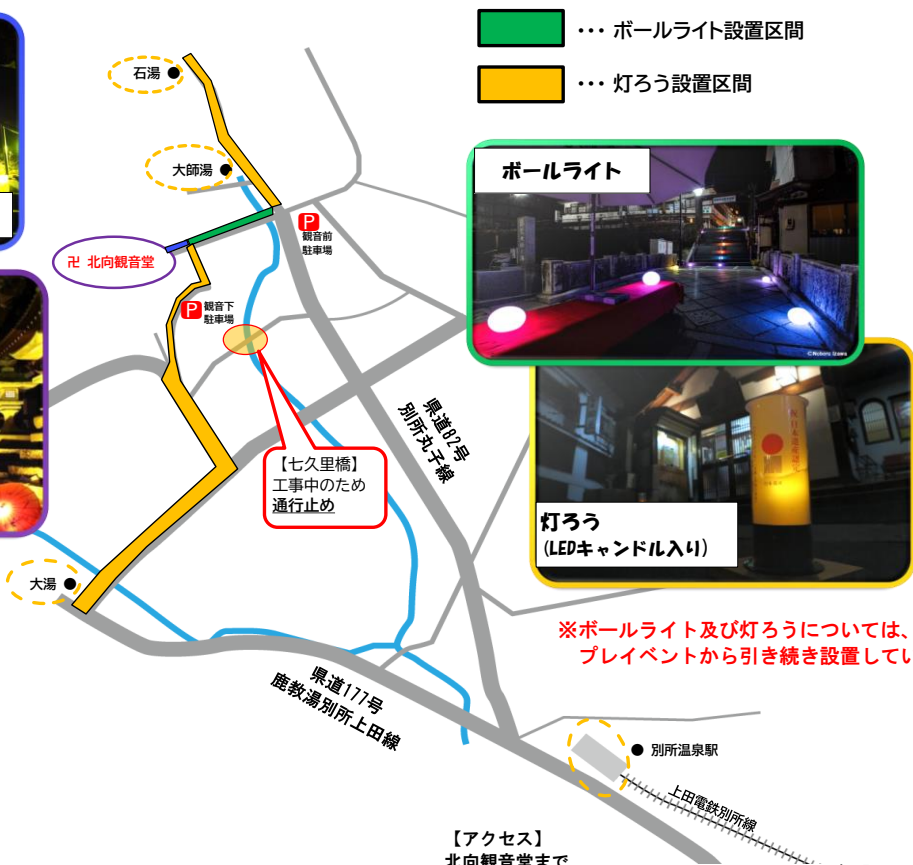 ･･･ ボールライト設置区間
･･･ 灯ろう設置区間
石湯
大師湯
P
観音前
駐車場
卍 北向観音堂
P
観音下
駐車場
ボールライト
©Noboru Izawa
県道82号
別所丸子線
【七久里橋】
工事中のため
通行止め
灯ろう
(LEDキャンドル入り)
大湯
※ボールライト及び灯ろうについては、
プレイベントから引き続き設置してい
県道177号
鹿教湯別所上田線
別所温泉駅
上田電鉄別所線
【アクセス】
北向観音堂まで